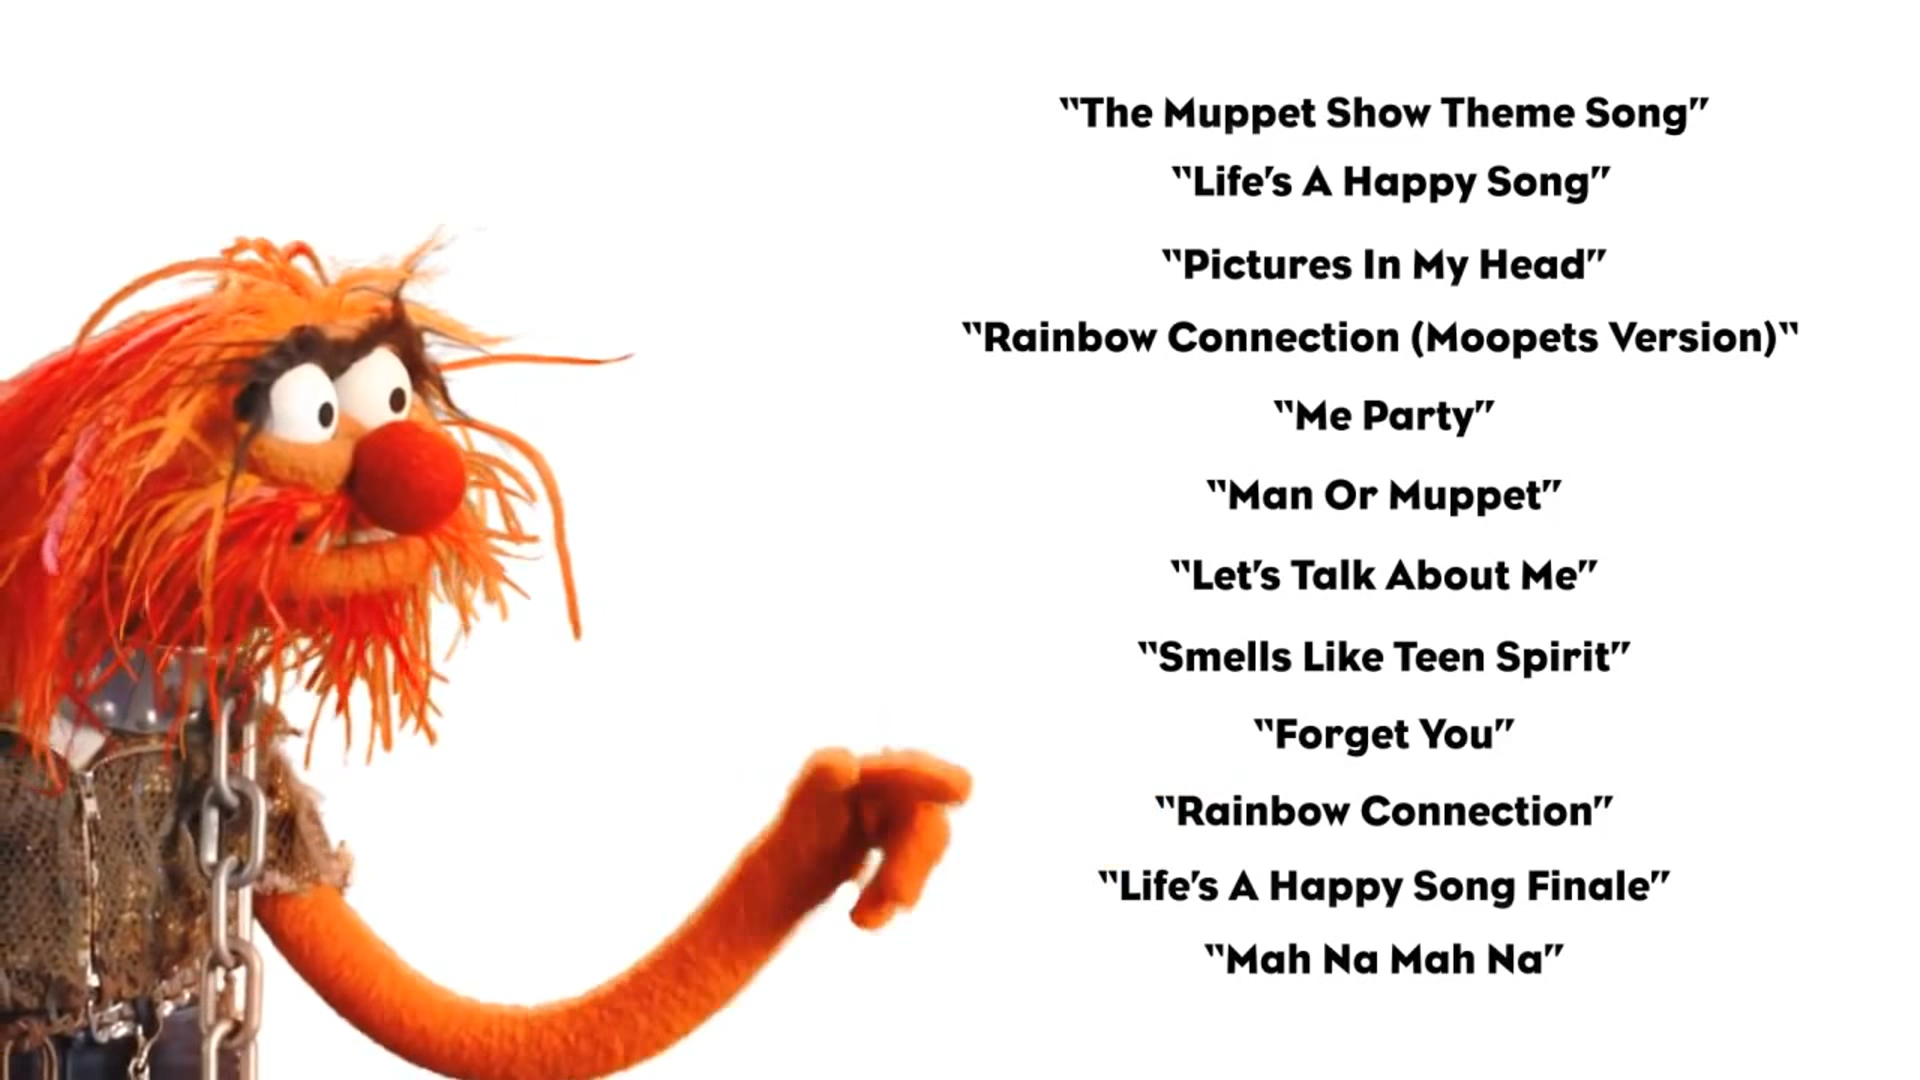 "The Muppet Show Theme Song"
"Life's A Happy Song"
"Pictures In My Head"
"Rainbow Connection (Moopets Version)“
"Me Party"
"Man Or Muppet"
"Let's Talk About Me"
"Smells Like Teen Spirit"
"Forget You"
"Rainbow Connection"
"Life's A Happy Song Finale"
"Mah Na Mah Na"